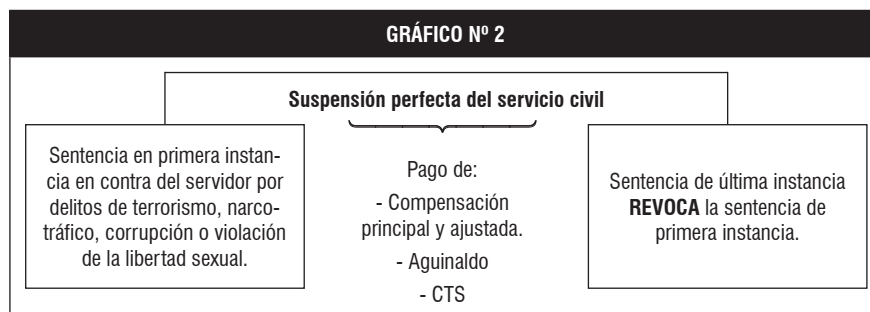 GRÁFICO Nº 2
Suspensión perfecta del servicio civil
Sentencia en primera instan-
cia en contra del servidor por
delitos de terrorismo, narco-
tráfico, corrupción o violación
de la libertad sexual.
Pago de:
- Compensación
principal y ajustada.
- Aguinaldo
- CTS
Sentencia de última instancia
REVOCA la sentencia de
primera instancia.